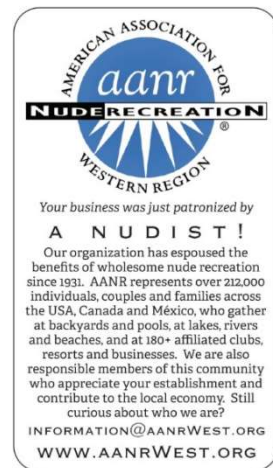 AMERICAN ASSOCIATION FOR
aanr
NUDERECREATION
®
WESTERN REGION
Your business was just patronized by
A NUDIST!
Our organization has espoused the
benefits of wholesome nude recreation
since 1931. AANR represents over 212,000
individuals, couples and families across
the USA, Canada and México, who gather
at backyards and pools, at lakes, rivers
and beaches, and at 180+ affiliated clubs,
resorts and businesses. We are also
responsible members of this community
who appreciate your establishment and
contribute to the local economy. Still
curious about who we are?
INFORMATION@AANRWEST.ORG
WWW.AANRWEST.ORG